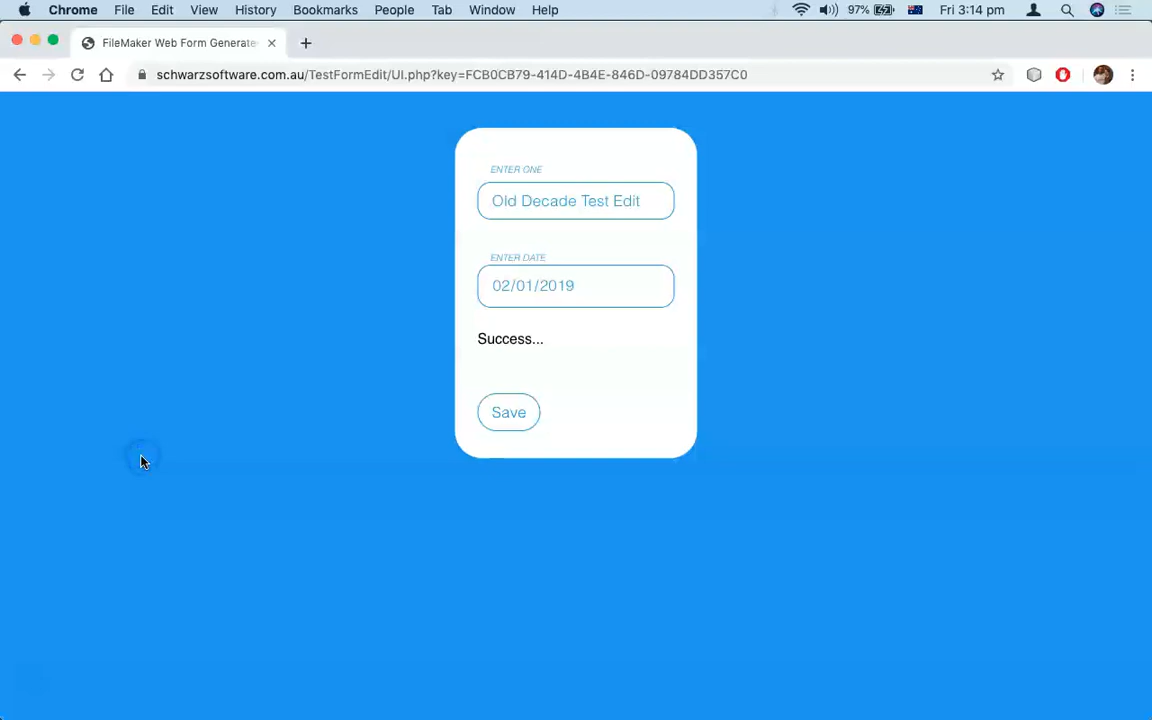 Chrome File Edit View History Bookmarks People Tab Window Help 97% Fri 3:14 pm
FileMaker Web Form Generate
schwarzsoftware.com.au/TestFormEdit/UI.php?key=FCB0CB79-414D-4B4E-846D-09784DD357C0
ENTER ONE
Old Decade Test Edit
ENTER DATE
02/01/2019
Success...
Save